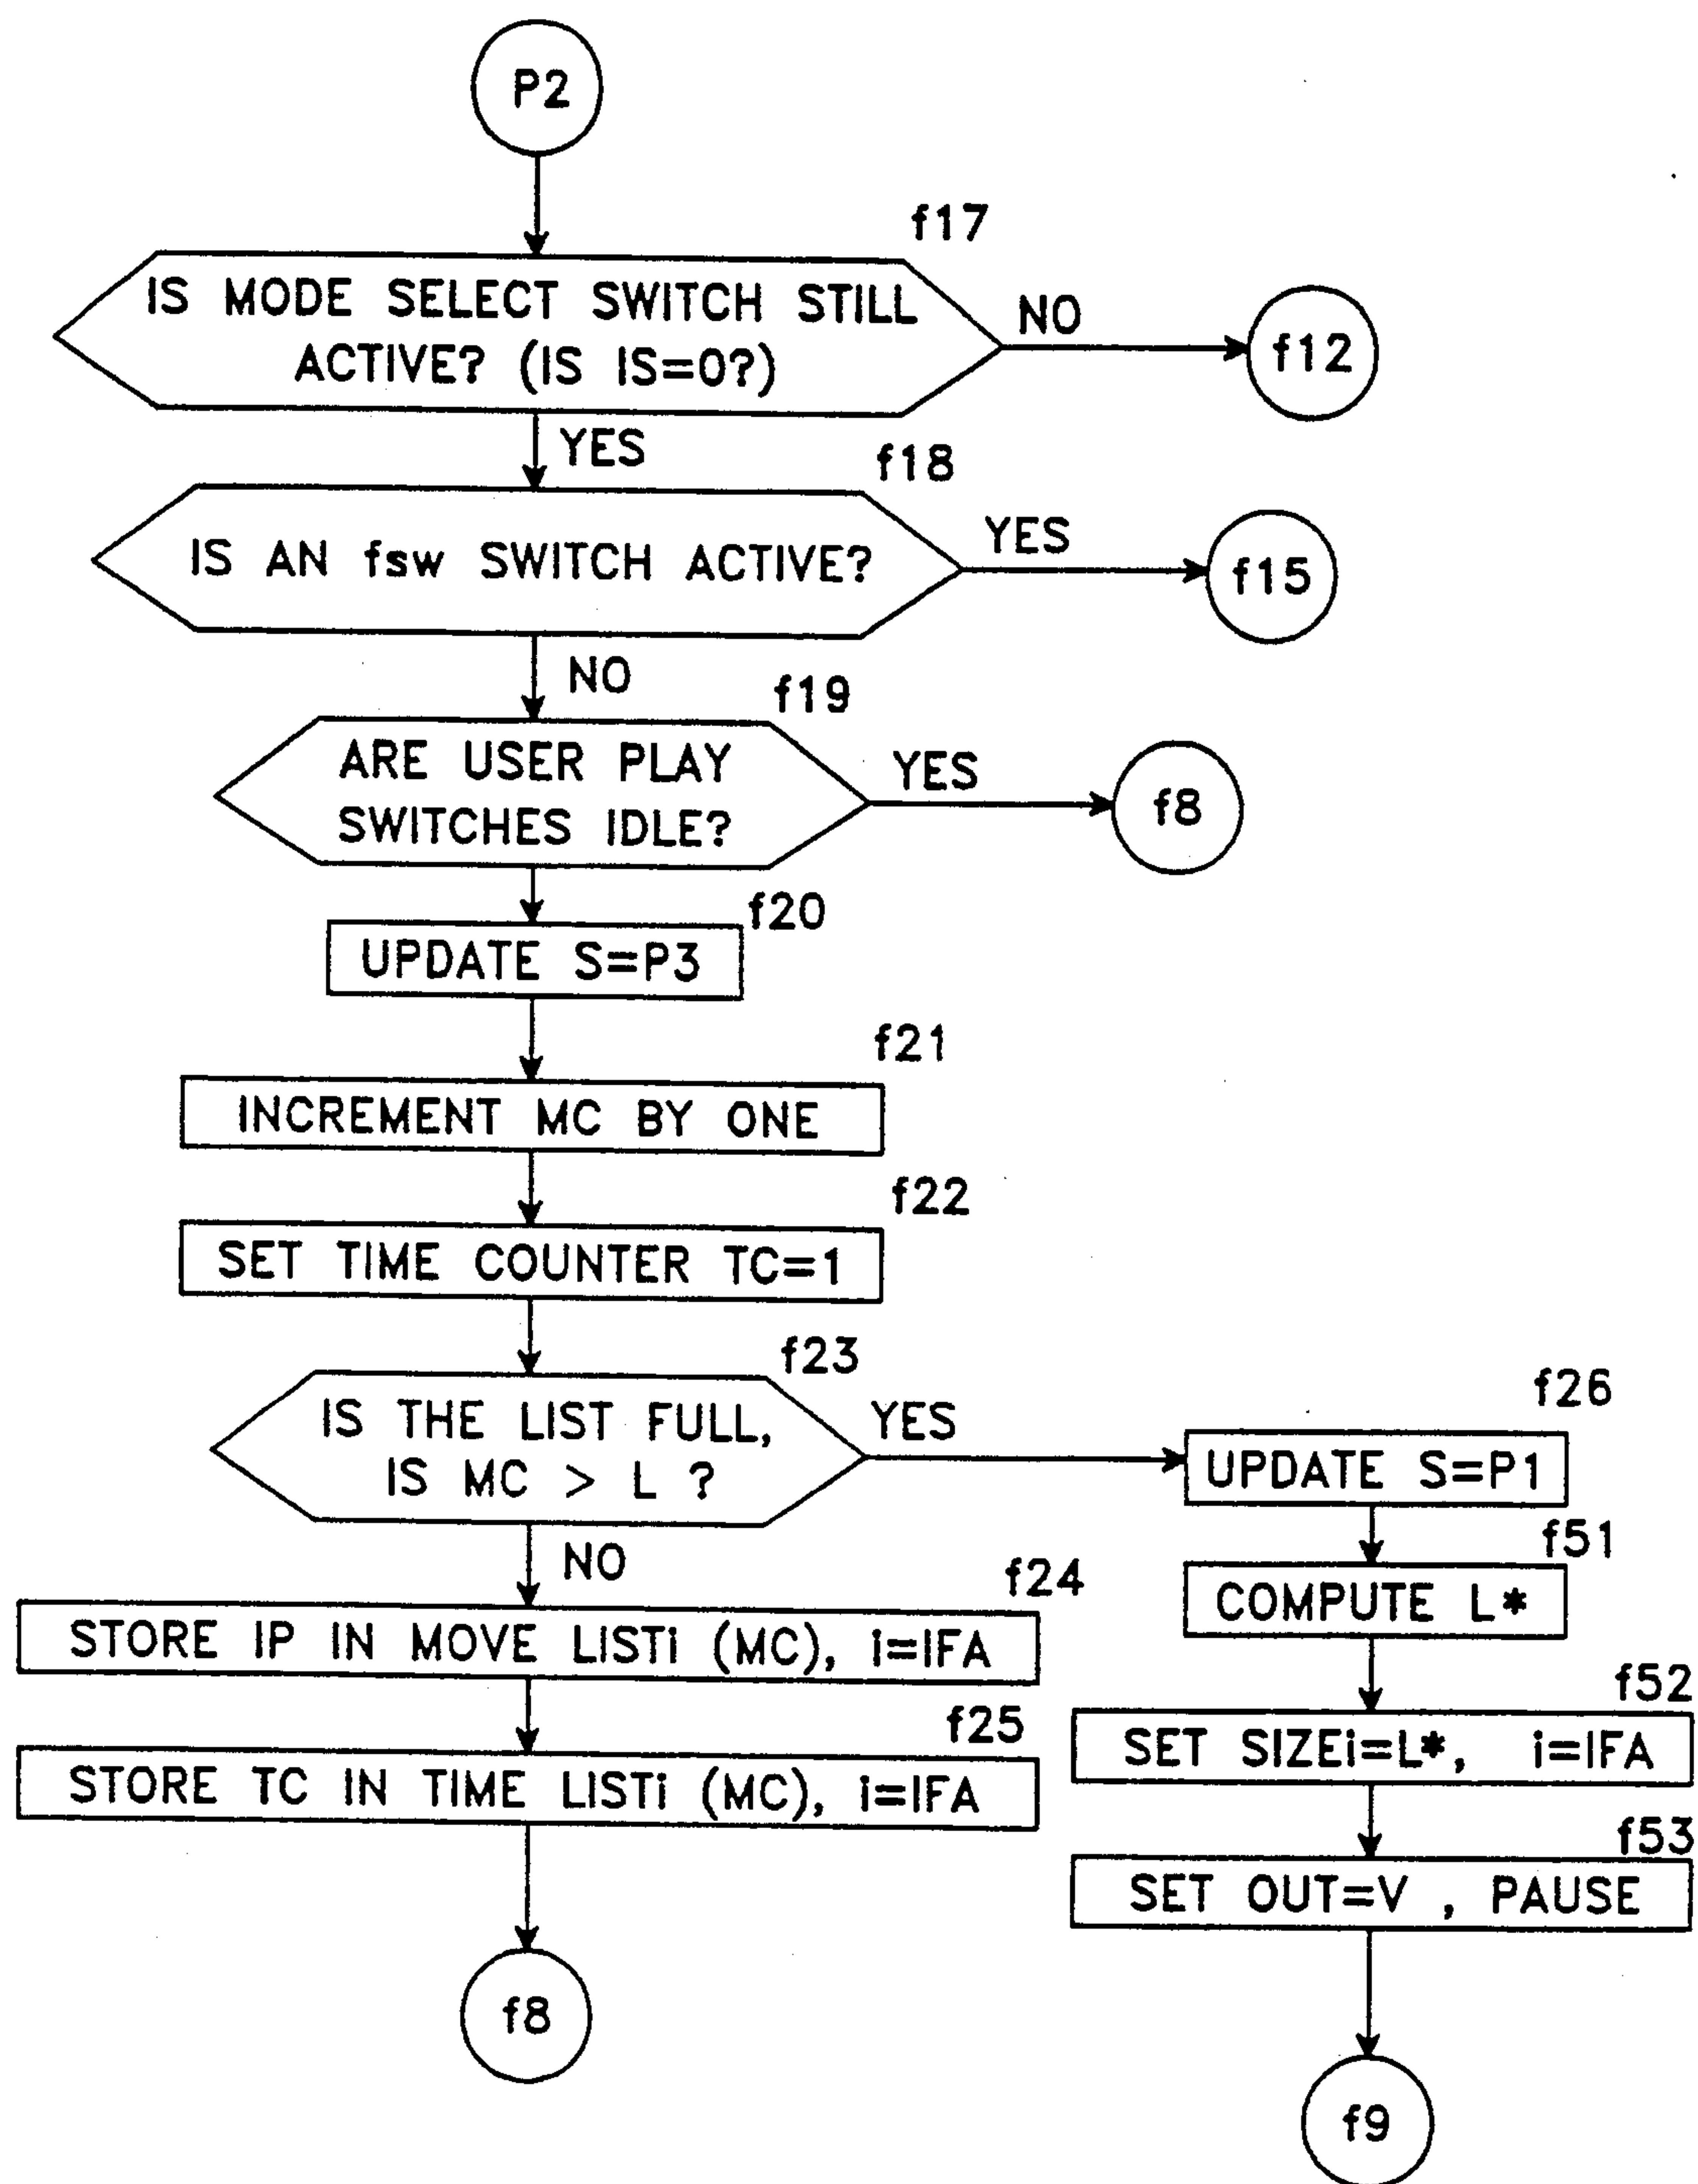 P2
f17
IS MODE SELECT SWITCH STILL
ACTIVE? (IS IS=0?)
NO
f12
YES
f18
IS AN fsw SWITCH ACTIVE?
YES
f15
NO
f19
ARE USER PLAY
SWITCHES IDLE?
YES
f8
f20
UPDATE S=P3
f21
INCREMENT MC BY ONE
f22
SET TIME COUNTER TC=1
f23
IS THE LIST FULL,
IS MC > L ?
YES
f26
UPDATE S=P1
f51
COMPUTE L*
NO
f24
STORE IP IN MOVE LISTi (MC), i=IFA
f52
SET SIZEi=L*, i=IFA
f25
STORE TC IN TIME LISTi (MC), i=IFA
f53
SET OUT=V , PAUSE
f8
f9